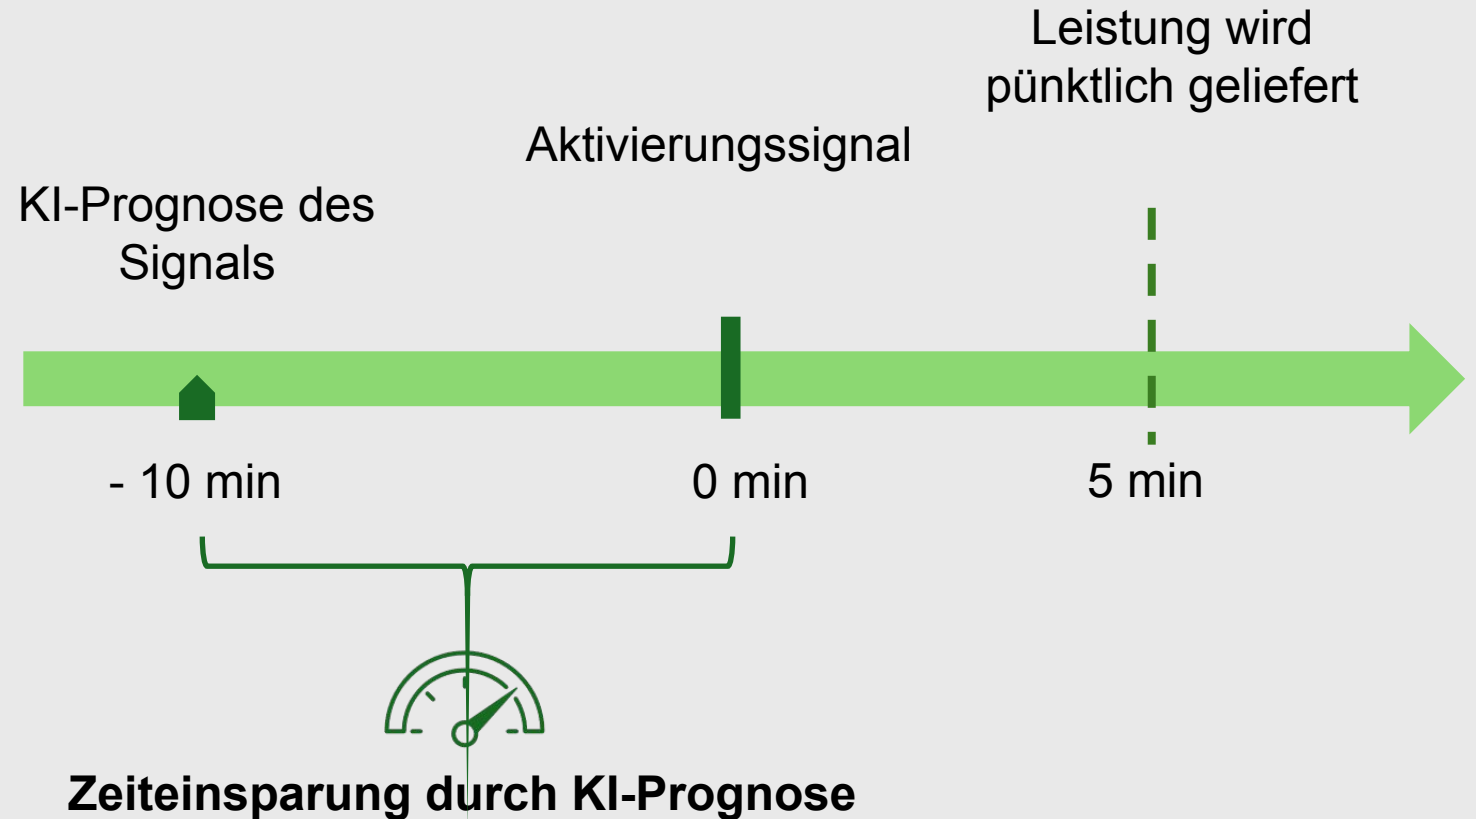 Leistung wird
pünktlich geliefert
Aktivierungssignal
KI-Prognose des
Signals
- 10 min
0 min
5 min
Zeiteinsparung durch KI-Prognose